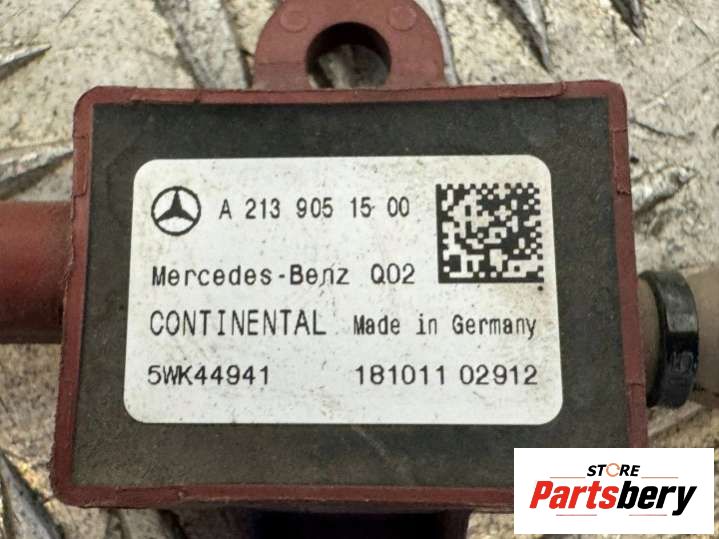 A 213 905 15 00
Mercedes-Benz Q02
CONTINENTAL Made in Germany
5WK44941 181011 02912
STORE
Partsbery